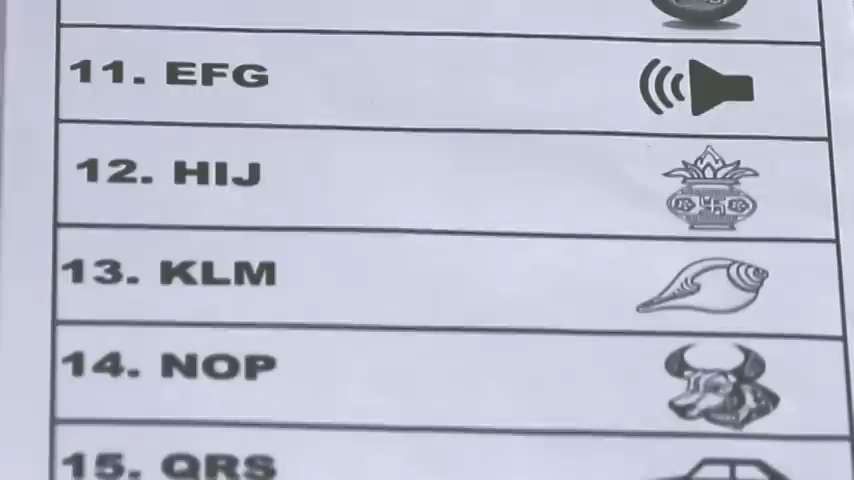 11. EFG
12. HIJ
13. KLM
14. NOP
15. QRS